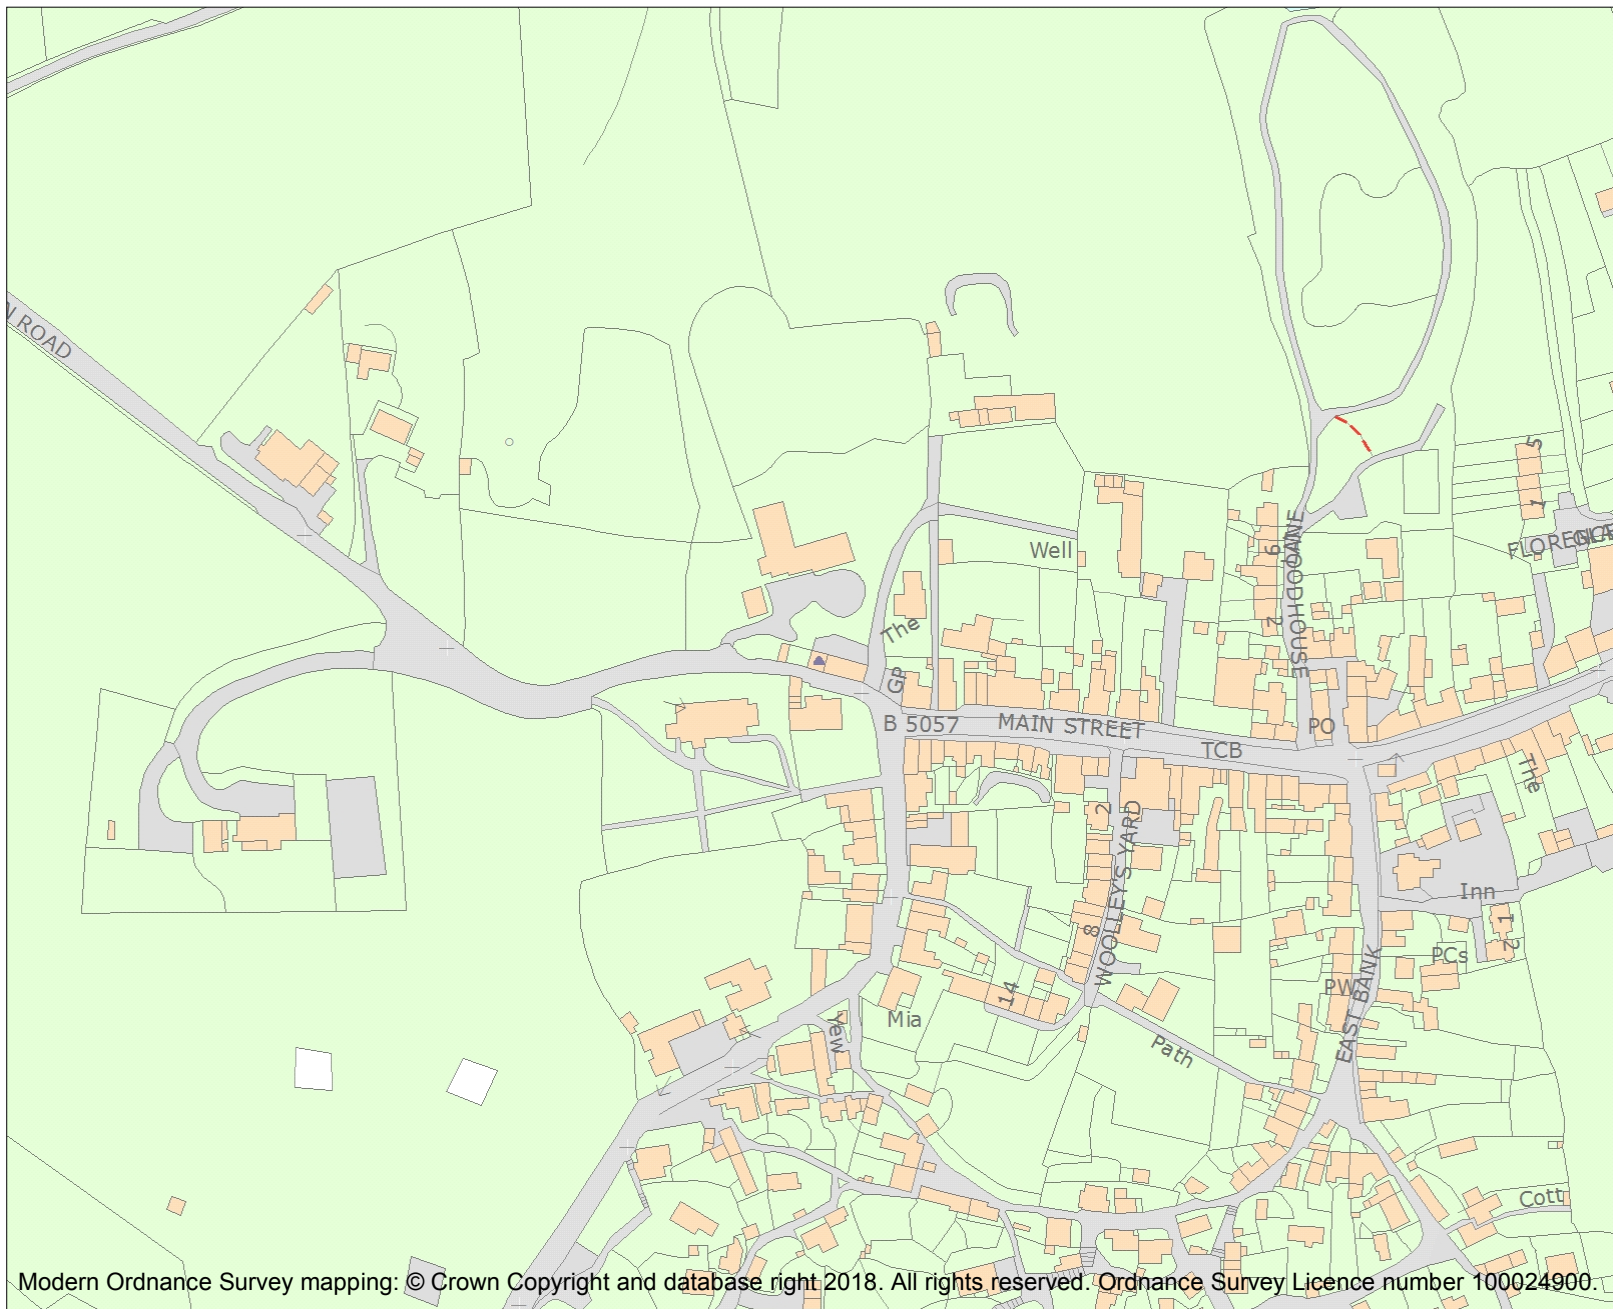 N ROAD
5
1
FLORENCE
Well
LANE
WOODHOUSE
6
2
The
GP
B 5057
MAIN STREET
TCB
PO
The
2
WOOLLEY'S YARD
8
Inn
1
2
PCs
PW
EAST BANK
14
Mia
Yew
Path
Cott
Modern Ordnance Survey mapping: © Crown Copyright and database right 2018. All rights reserved. Ordnance Survey Licence number 100024900.